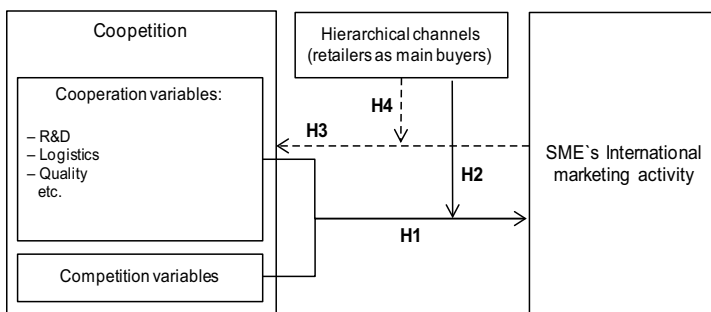 Coopetition
Cooperation variables:
– R&D
– Logistics
– Quality
etc.
Competition variables
Hierarchical channels
(retailers as main buyers)
H4
H3
H2
H1
SME`s International
marketing activity